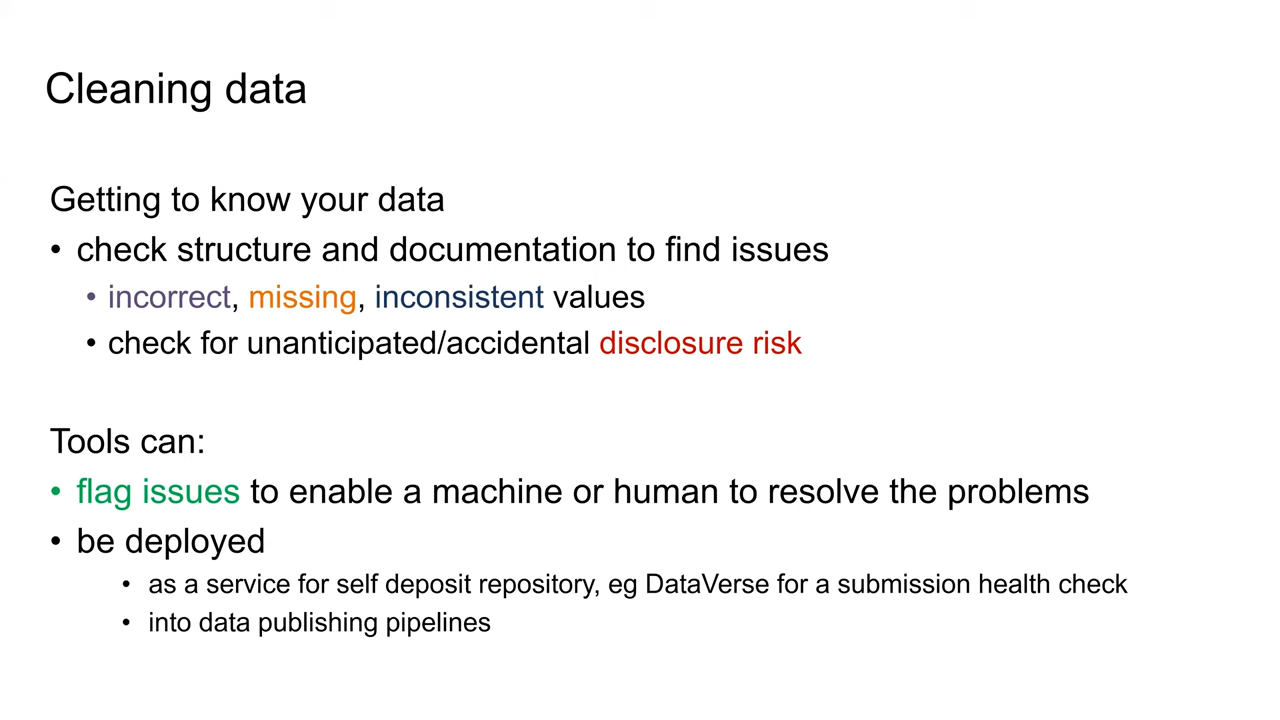 Cleaning data
Getting to know your data
• check structure and documentation to find issues
• incorrect, missing, inconsistent values
• check for unanticipated/accidental disclosure risk
Tools can:
• flag issues to enable a machine or human to resolve the problems
• be deployed
• as a service for self deposit repository, eg DataVerse for a submission health check
• into data publishing pipelines